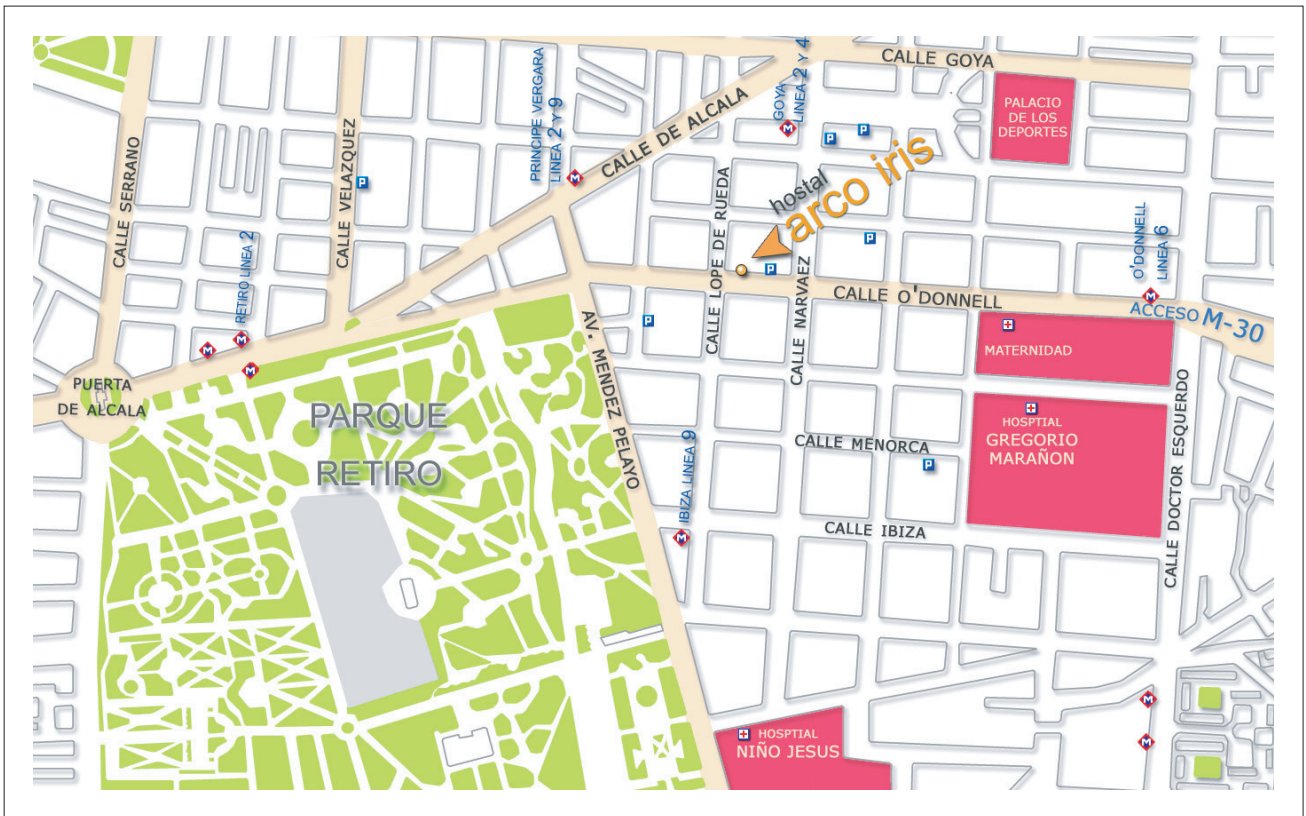 CALLE GOYA
PALACIO
DE LOS
DEPORTES
GOYA
LINEA 2 Y 4
PRINCIPE VERGARA
LINEA 2 Y 9
CALLE DE ALCALA
CALLE SERRANO
CALLE VELAZQUEZ
RETIRO LINEA 2
hostal
arco iris
CALLE LOPE DE RUEDA
CALLE NARVAEZ
CALLE O'DONNELL
O'DONNELL
LINEA 6
ACCESO M-30
MATERNIDAD
AV. MENDEZ PELAYO
PUERTA
DE ALCALA
PARQUE
RETIRO
HOSPTIAL
GREGORIO
MARAÑON
CALLE MENORCA
CALLE DOCTOR ESQUERDO
IBIZA LINEA 9
CALLE IBIZA
HOSPTIAL
NIÑO JESUS
M
M
M
M
M
M
M
M
M
P
P
P
P
P
P
P